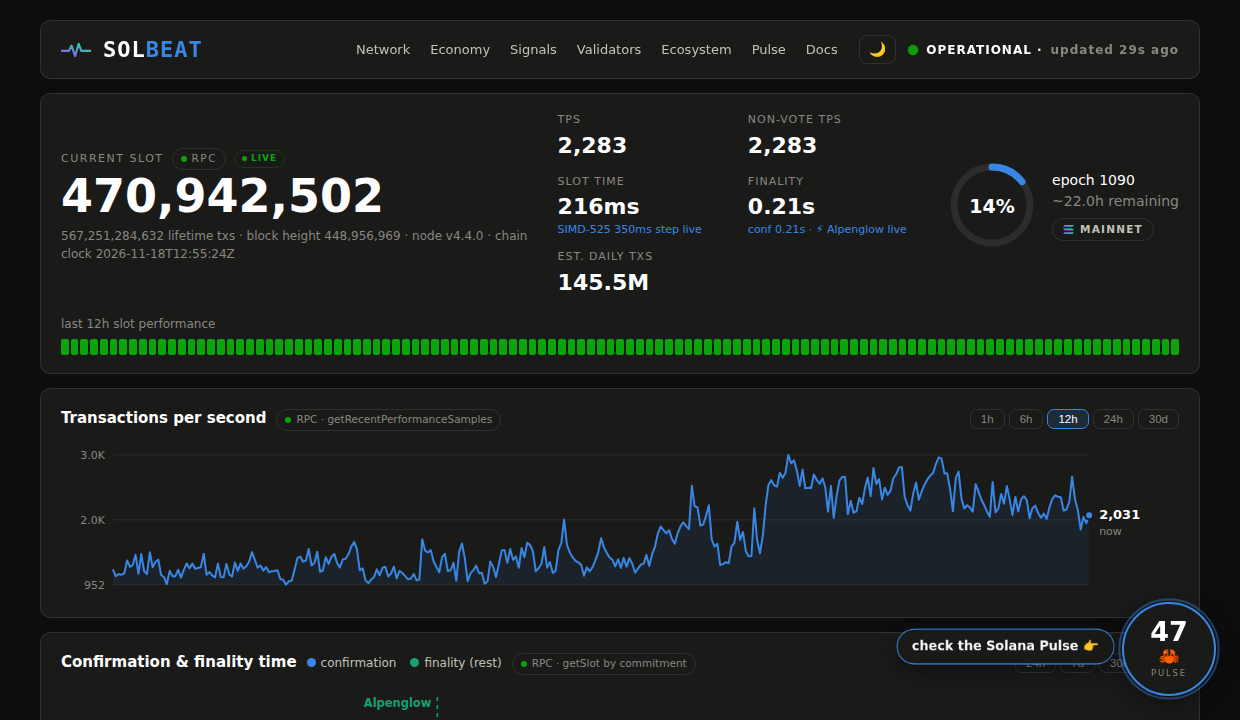 SOLBEAT
Network Economy Signals Validators Ecosystem Pulse Docs
OPERATIONAL · updated 29s ago
CURRENT SLOT RPC LIVE
470,942,502
567,251,284,632 lifetime txs · block height 448,956,969 · node v4.4.0 · chain
clock 2026-11-18T12:55:24Z
TPS
2,283
NON-VOTE TPS
2,283
SLOT TIME
216ms
SIMD-525 350ms step live
FINALITY
0.21s
conf 0.21s · ⚡ Alpenglow live
EST. DAILY TXS
145.5M
14%
epoch 1090
~22.0h remaining
MAINNET
last 12h slot performance
Transactions per second RPC · getRecentPerformanceSamples
1h 6h 12h 24h 30d
3.0K
2.0K
952
2,031
now
Confirmation & finality time confirmation finality (rest) RPC · getSlot by commitment
Alpenglow
check the Solana Pulse 👉
47
PULSE